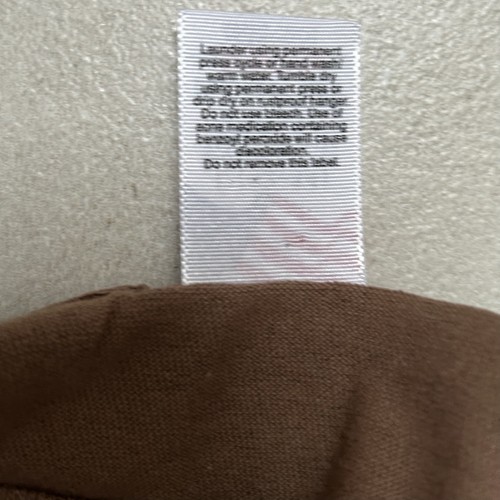 Launder using permanent
press cycle of hand wash/
warm water. Tumble dry
using permanent press or
drip dry on rustproof hanger.
Do not use bleach. Use of
acne medication containing
benzoyl peroxide will cause
discoloration.
Do not remove this label.